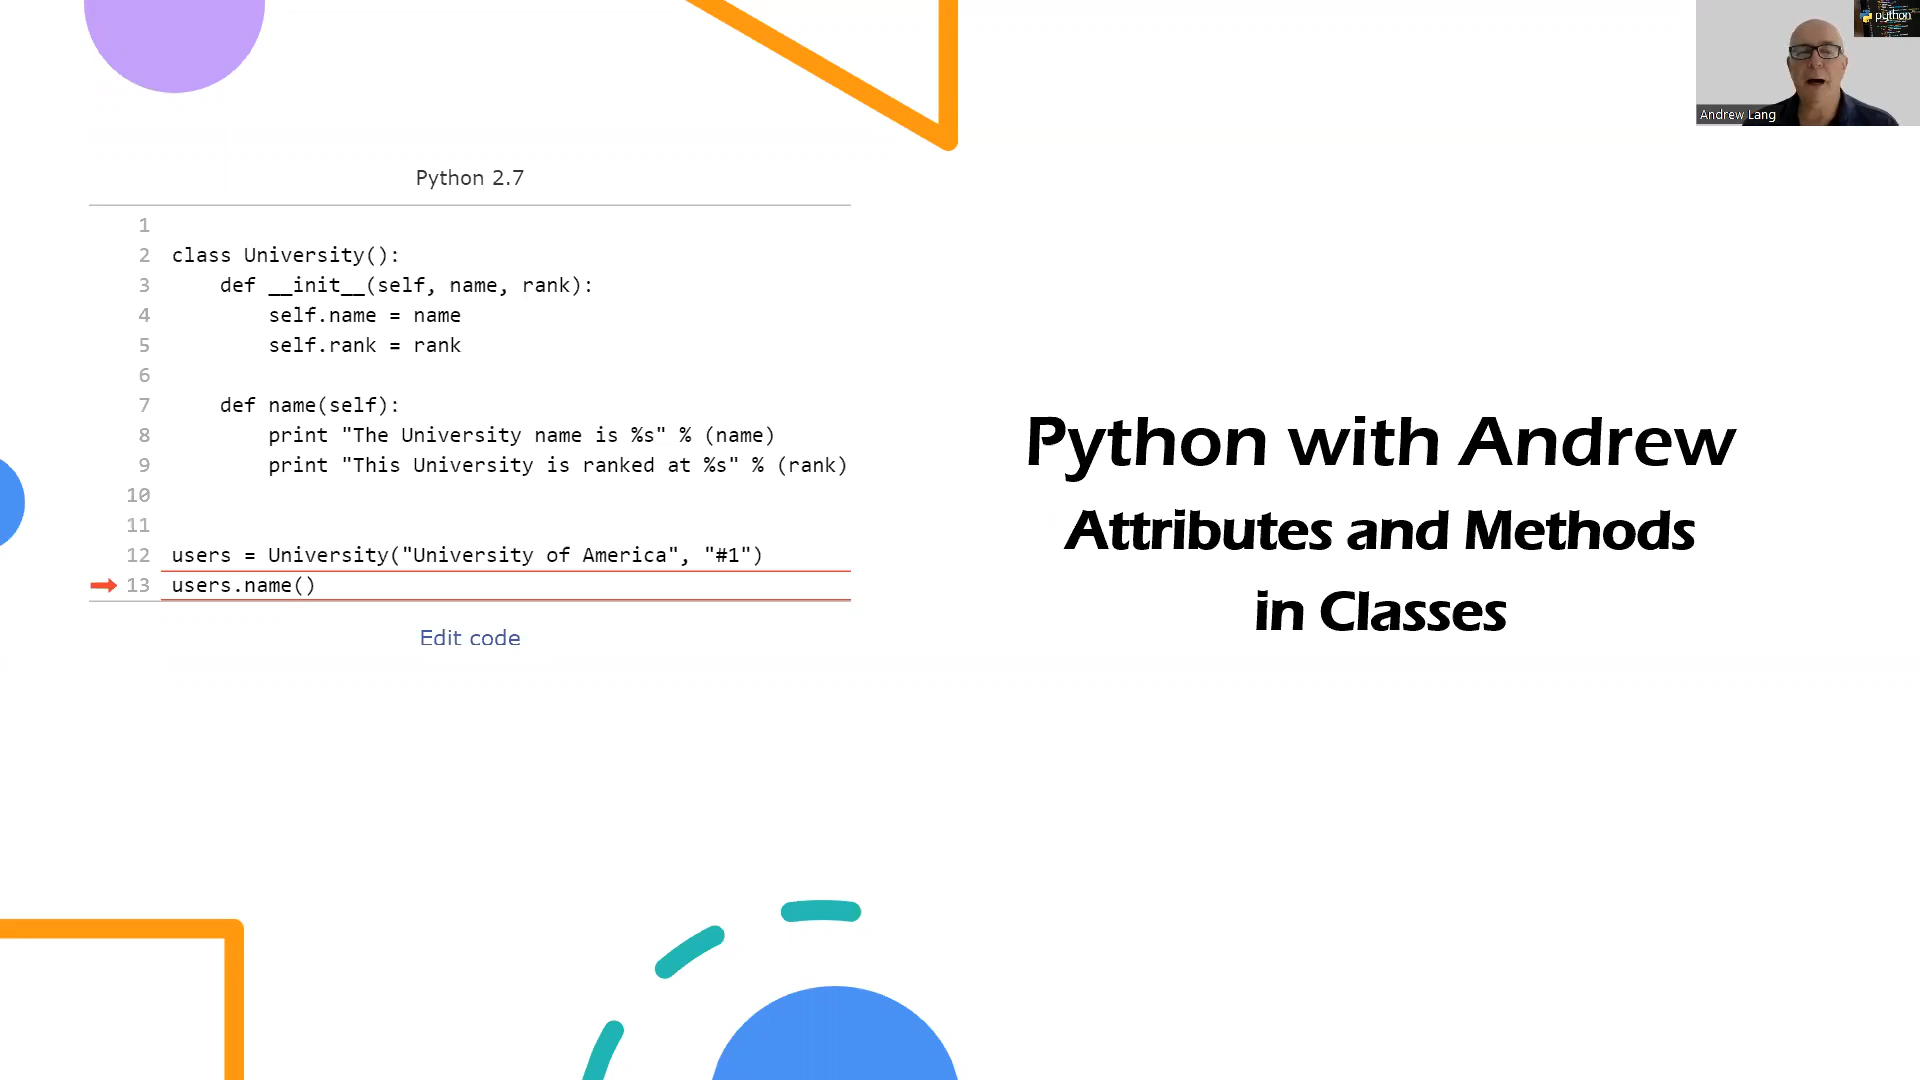 python
Andrew Lang
Python 2.7
1
2 class University():
3 def __init__(self, name, rank):
4 self.name = name
5 self.rank = rank
6
7 def name(self):
8 print "The University name is %s" % (name)
9 print "This University is ranked at %s" % (rank)
10
11
12 users = University("University of America", "#1")
13 users.name()
Edit code
Python with Andrew
Attributes and Methods
in Classes